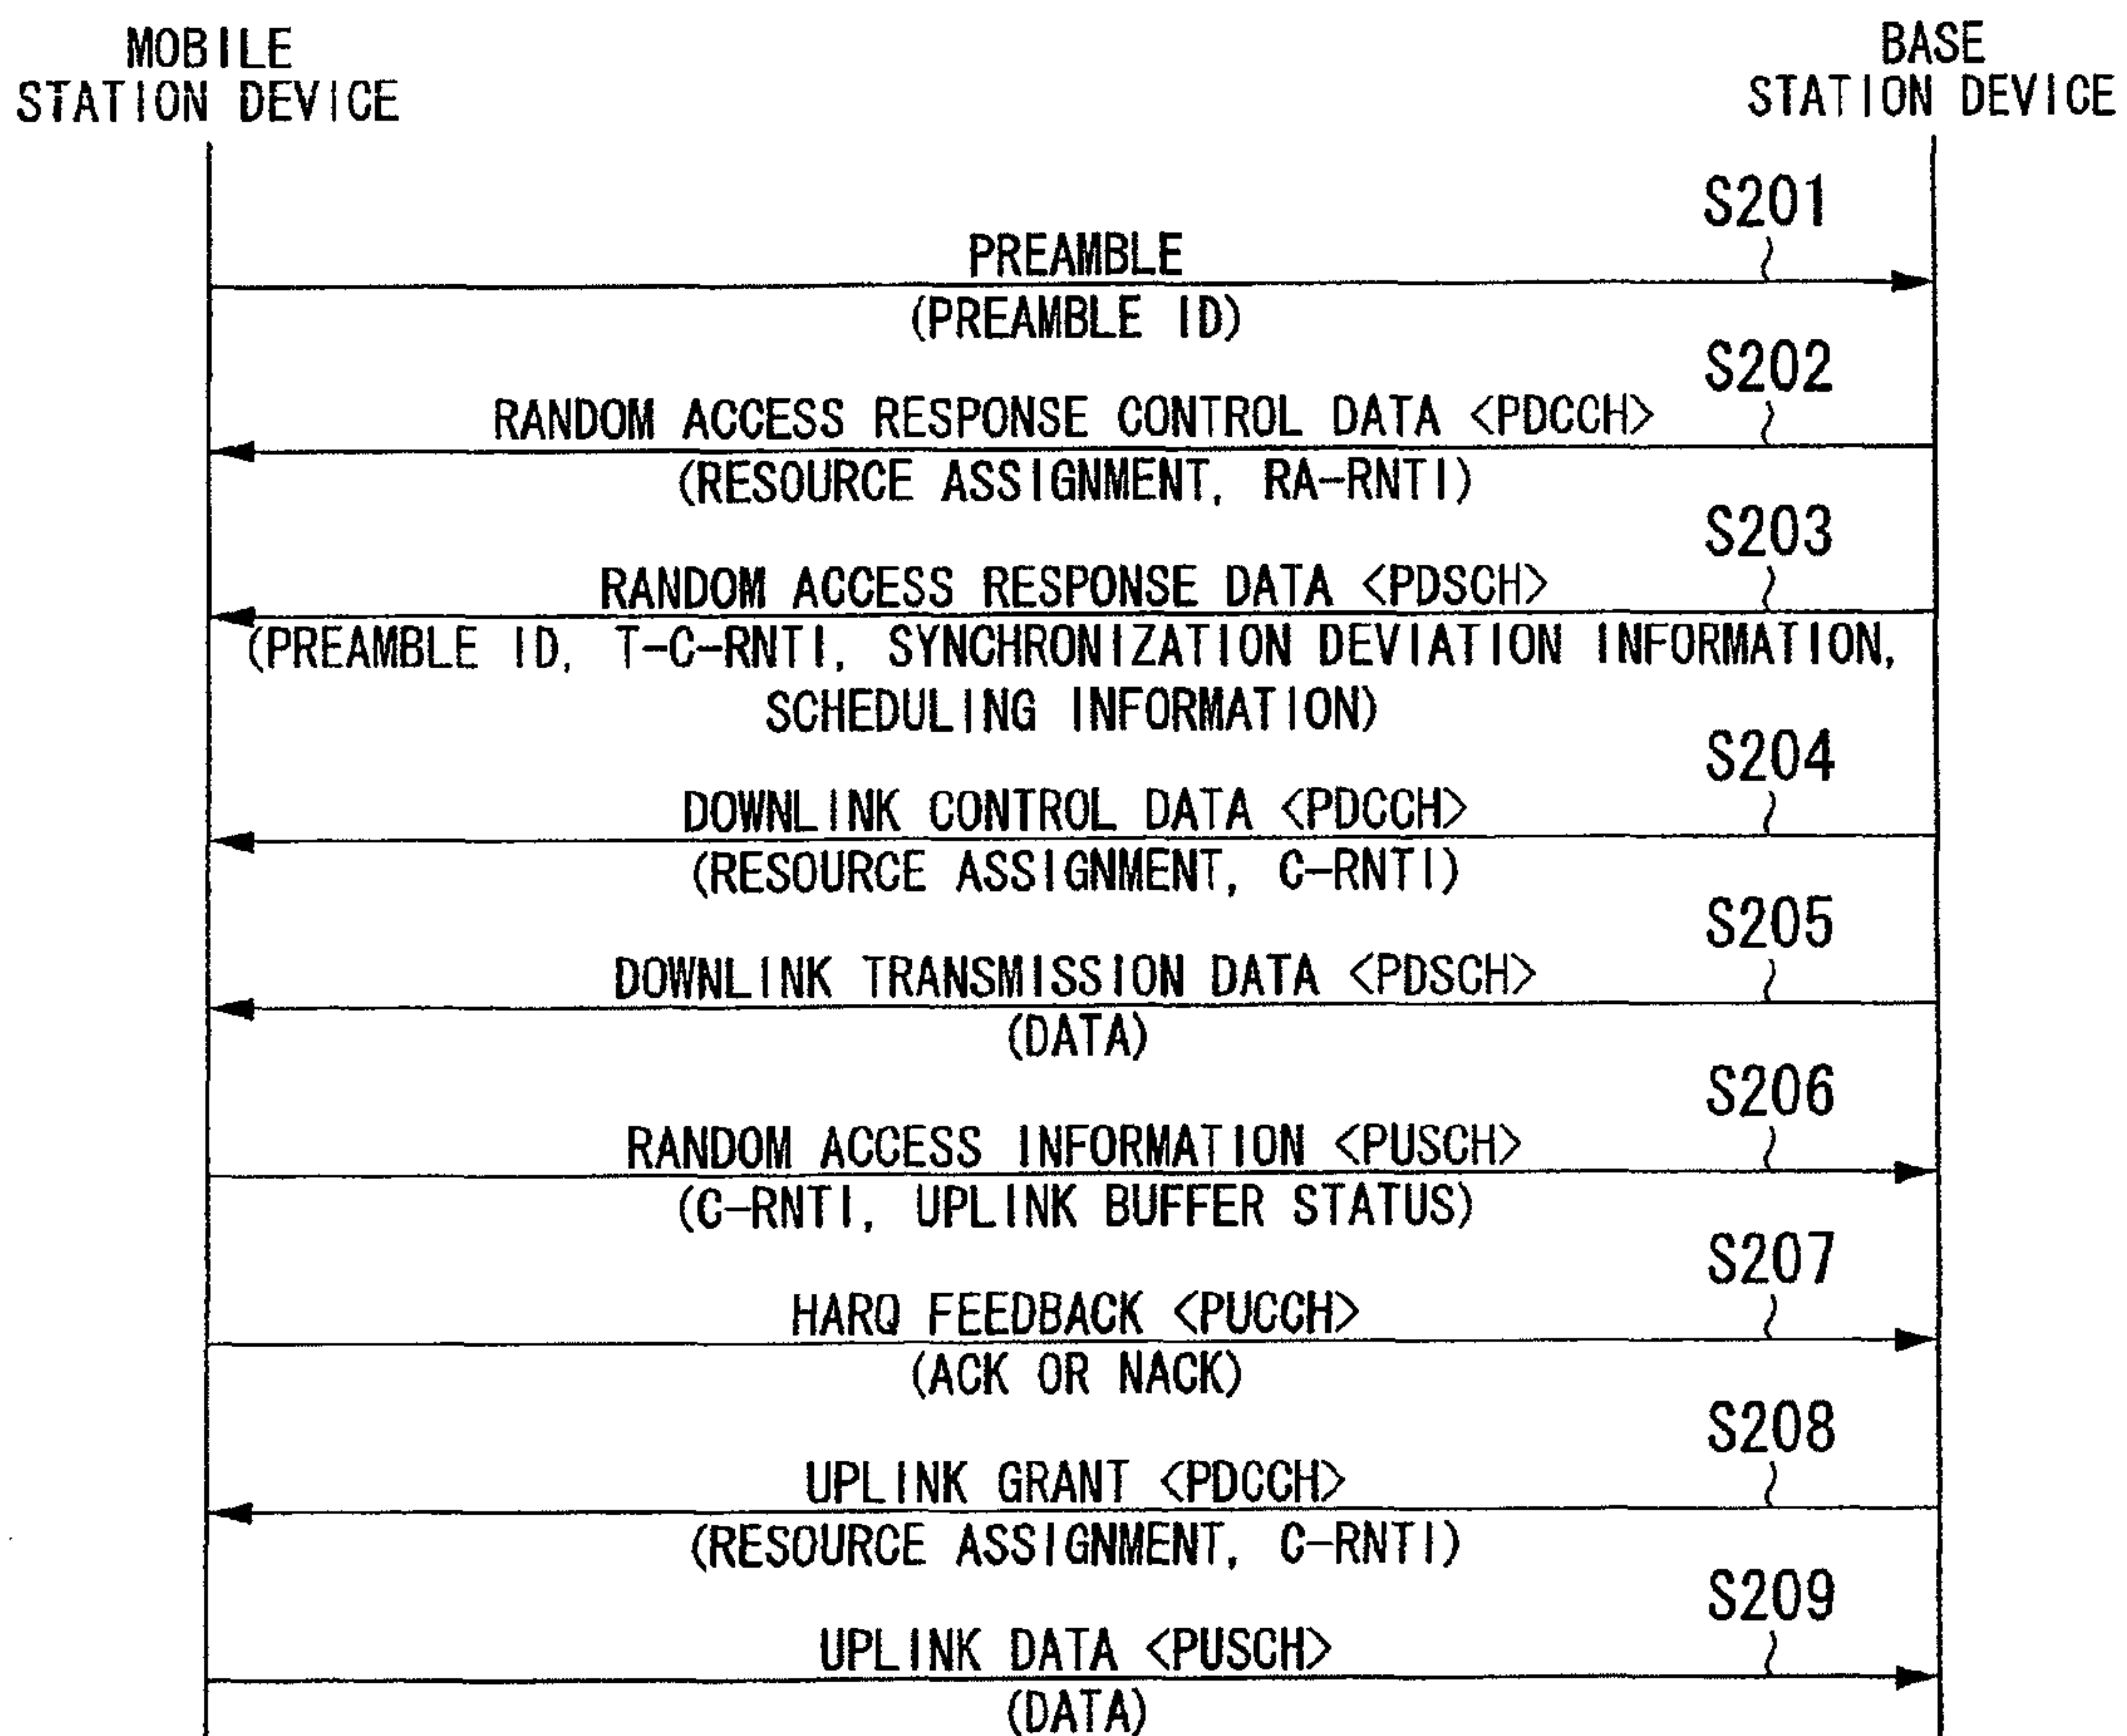 MOBILE
STATION DEVICE
BASE
STATION DEVICE
S201
PREAMBLE
(PREAMBLE ID)
S202
RANDOM ACCESS RESPONSE CONTROL DATA <PDCCH>
(RESOURCE ASSIGNMENT, RA-RNTI)
S203
RANDOM ACCESS RESPONSE DATA <PDSCH>
(PREAMBLE ID, T-C-RNTI, SYNCHRONIZATION DEVIATION INFORMATION,
SCHEDULING INFORMATION)
S204
DOWNLINK CONTROL DATA <PDCCH>
(RESOURCE ASSIGNMENT, C-RNTI)
S205
DOWNLINK TRANSMISSION DATA <PDSCH>
(DATA)
S206
RANDOM ACCESS INFORMATION <PUSCH>
(C-RNTI, UPLINK BUFFER STATUS)
S207
HARQ FEEDBACK <PUCCH>
(ACK OR NACK)
S208
UPLINK GRANT <PDCCH>
(RESOURCE ASSIGNMENT, C-RNTI)
S209
UPLINK DATA <PUSCH>
(DATA)